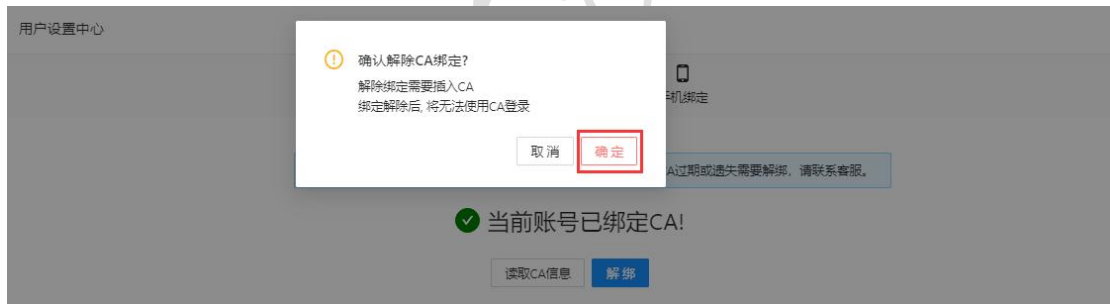 用户设置中心
确认解除CA绑定?
解除绑定需要插入CA
绑定解除后, 将无法使用CA登录
机绑定
取 消
确 定
过期或遗失需要解绑，请联系客服。
当前账号已绑定CA!
读取CA信息
解 绑